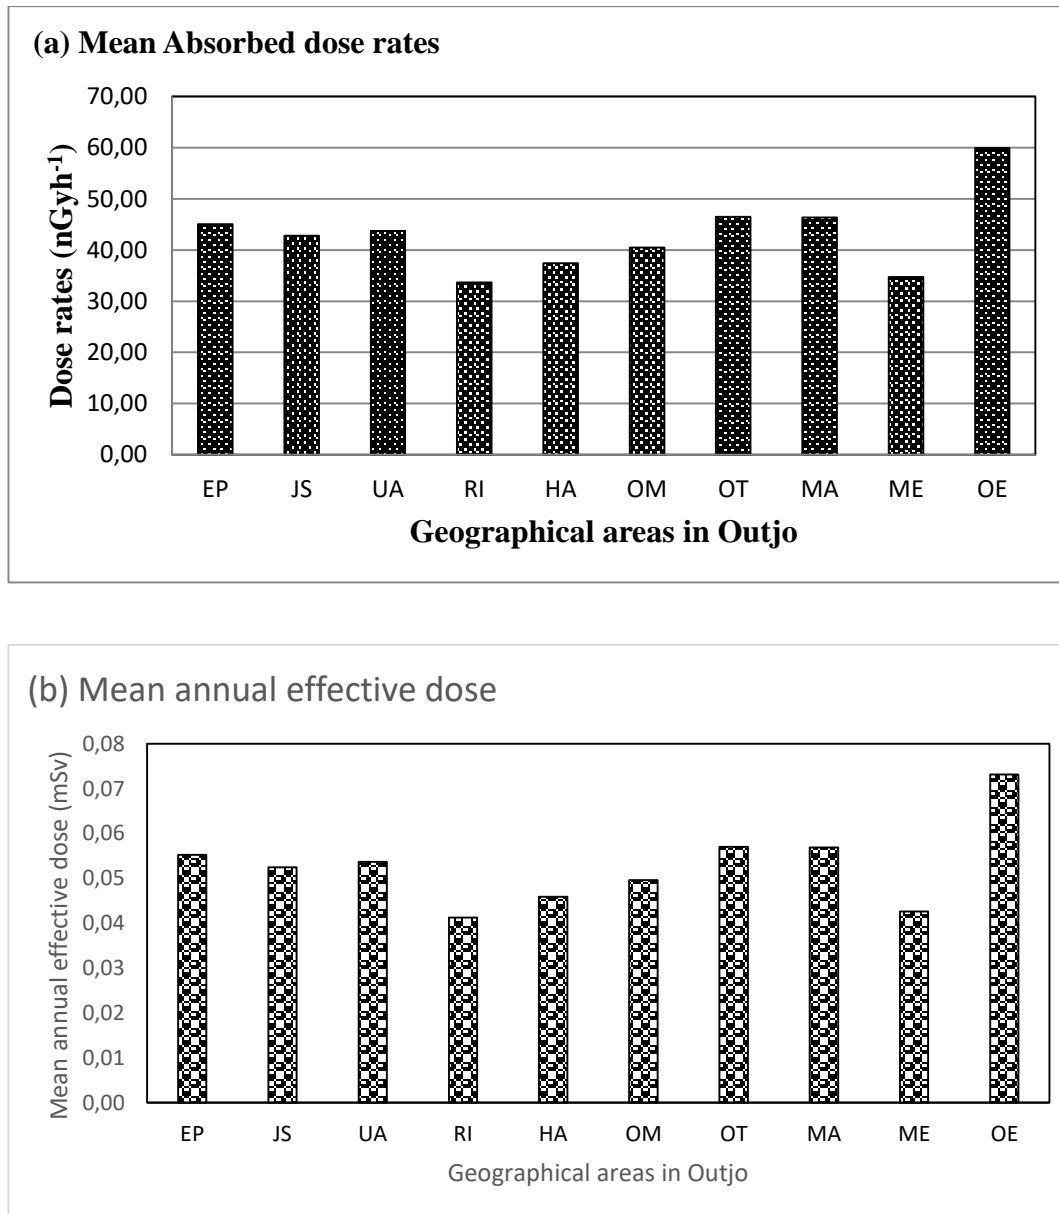 (a) Mean Absorbed dose rates
70,00
60,00
50,00
40,00
30,00
20,00
10,00
0,00
Dose rates (nGyh-1)
EP JS UA RI HA OM OT MA ME OE
Geographical areas in Outjo
(b) Mean annual effective dose
0,08
0,07
0,06
0,05
0,04
0,03
0,02
0,01
0,00
Mean annual effective dose (mSv)
EP JS UA RI HA OM OT MA ME OE
Geographical areas in Outjo